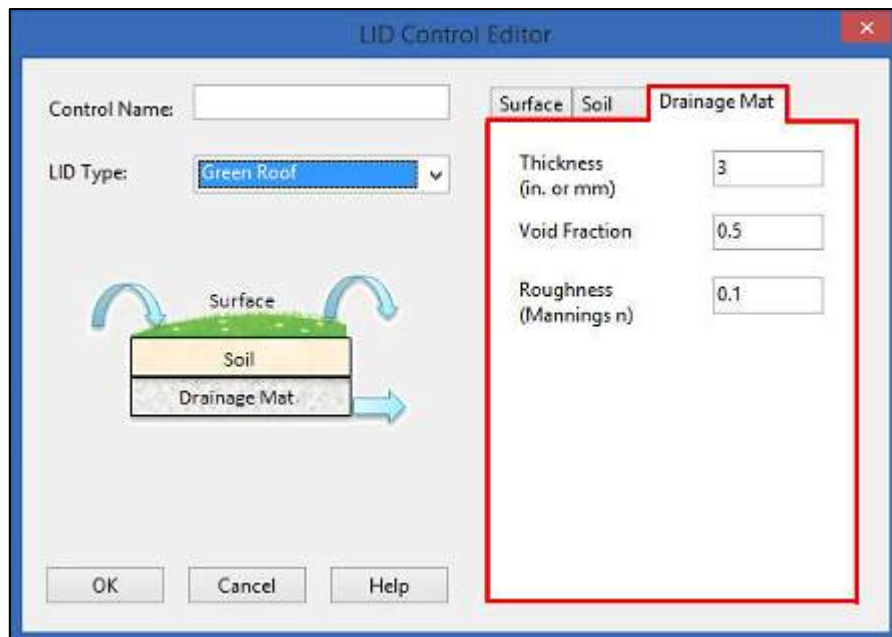 LID Control Editor
×
Control Name:
LID Type:
Green Roof
Surface
Soil
Drainage Mat
OK
Cancel
Help
Surface
Soil
Drainage Mat
Thickness
(in. or mm)
3
Void Fraction
0.5
Roughness
(Mannings n)
0.1